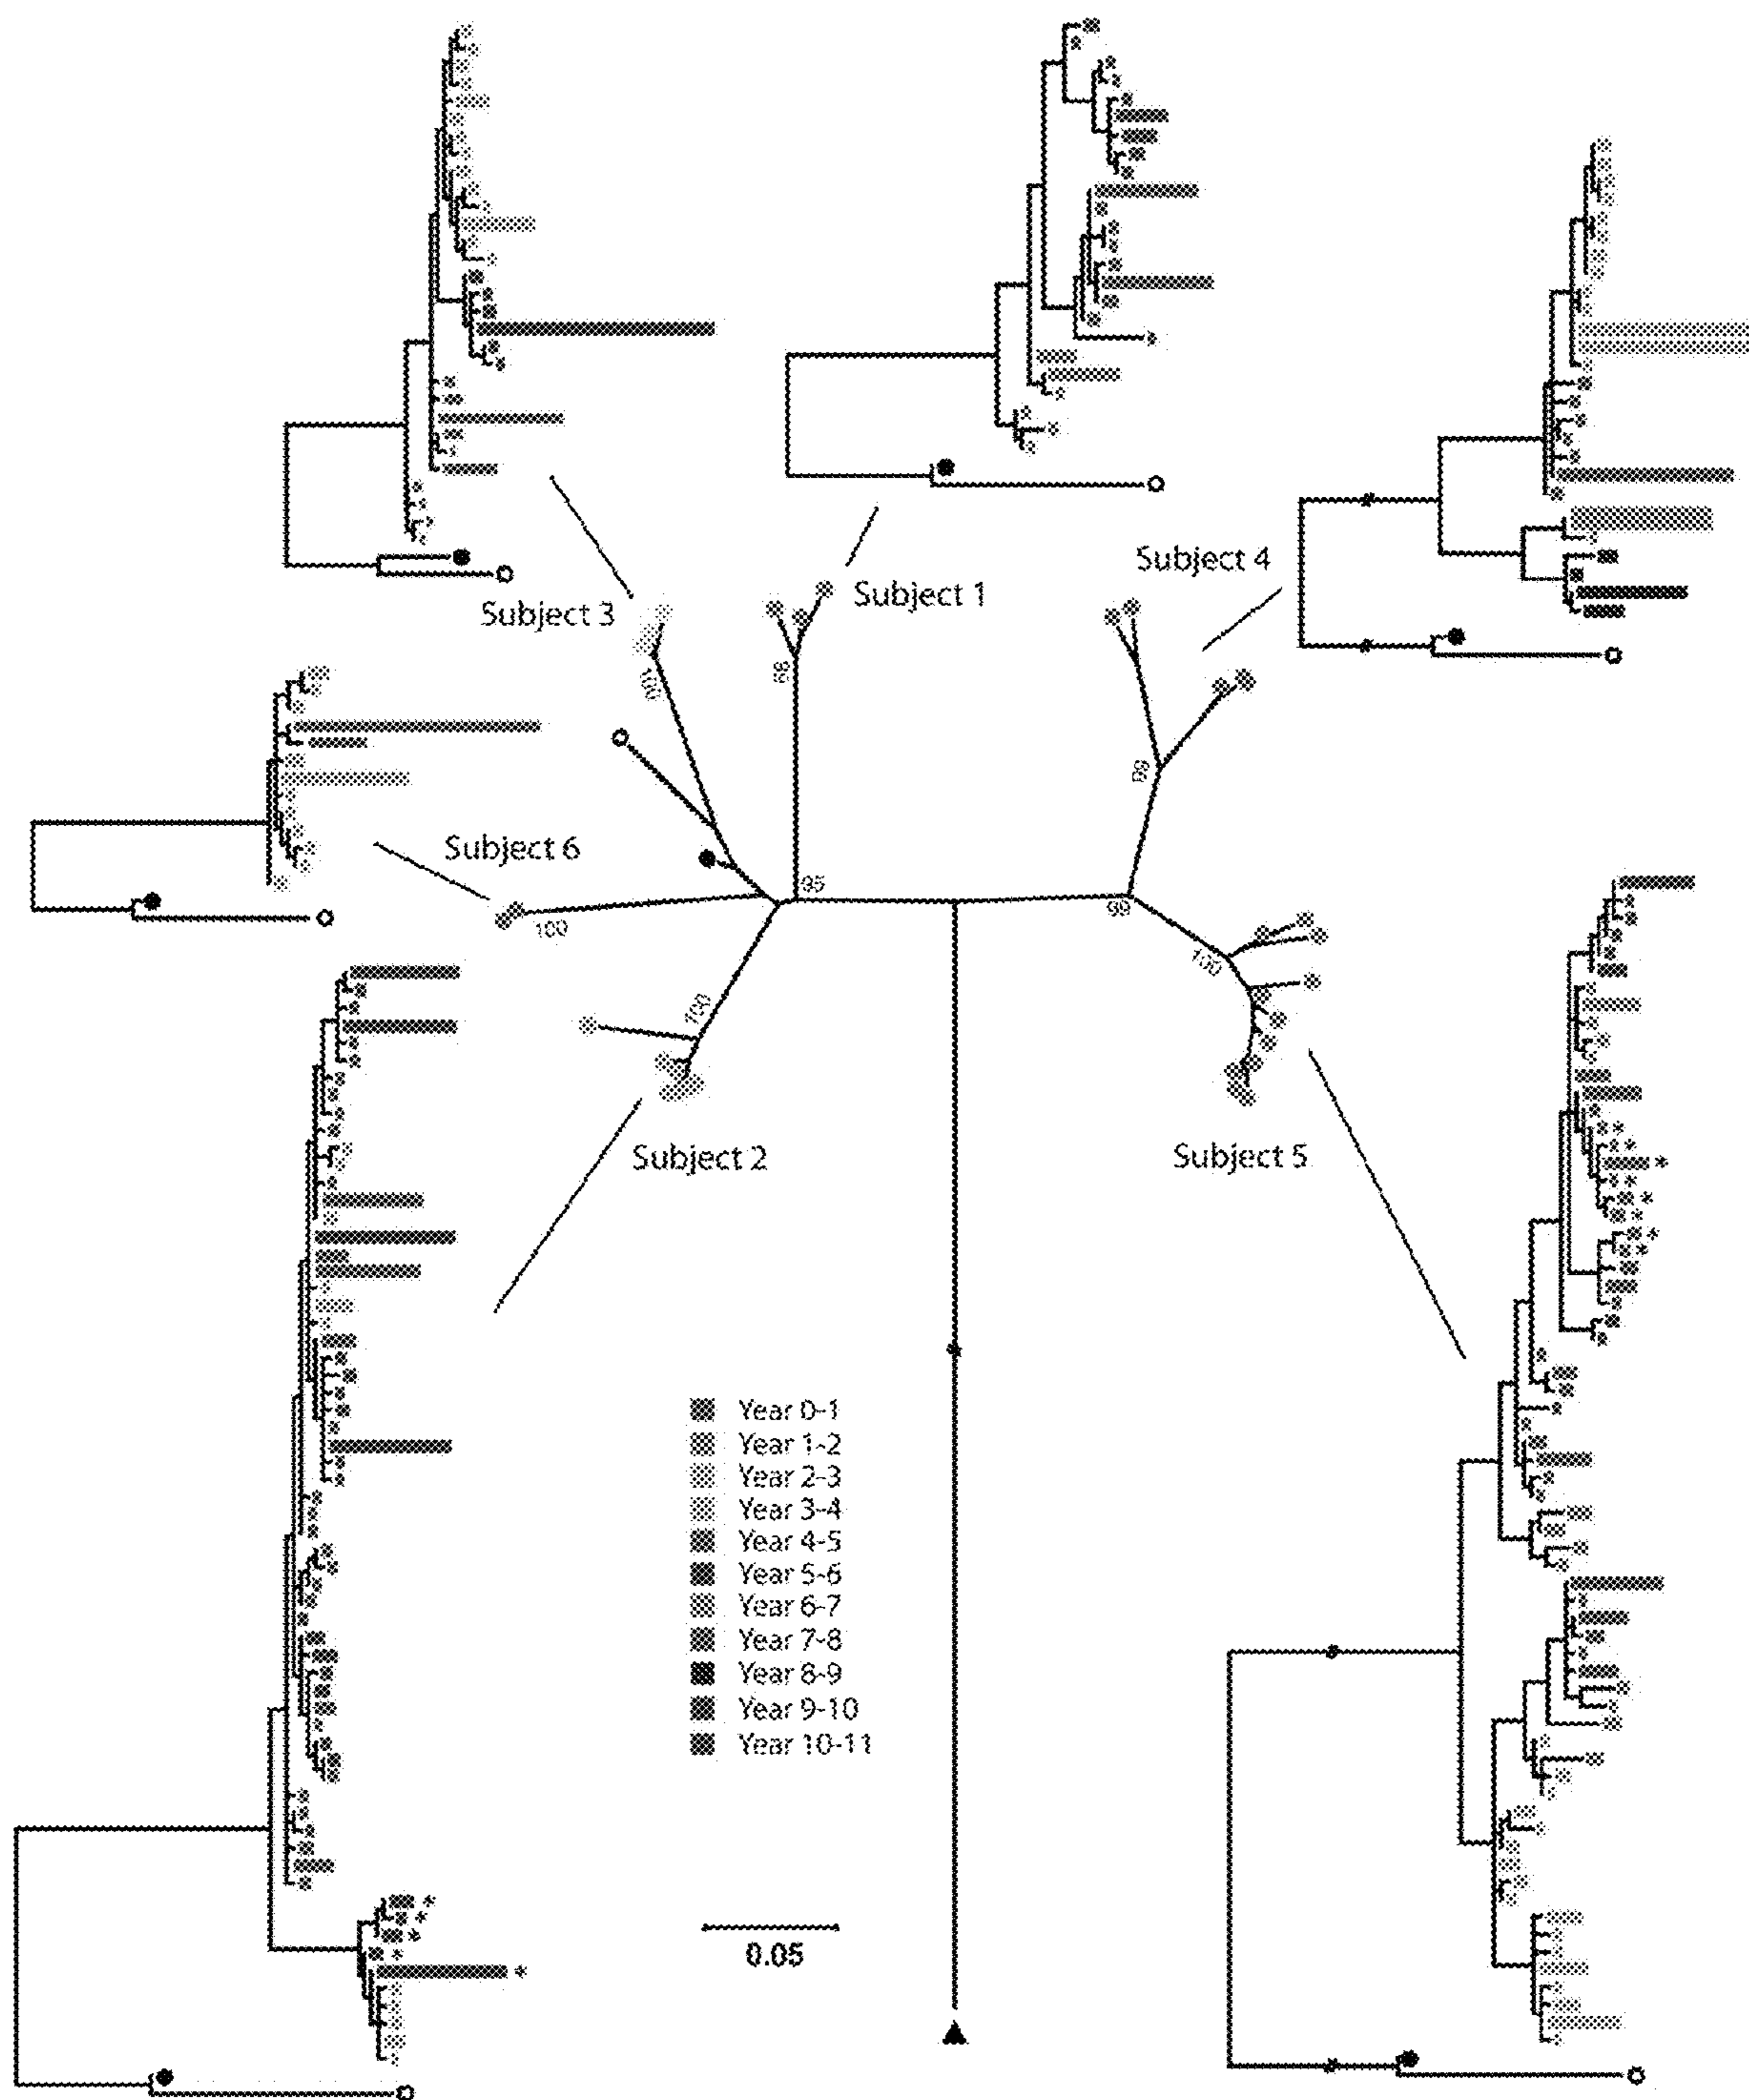 Subject 4
Subject 1
Subject 3
100
98
Subject 6
95
99
100
100
100
Subject 2
Subject 5
Year 0-1
Year 1-2
Year 2-3
Year 3-4
Year 4-5
Year 5-6
Year 6-7
Year 7-8
Year 8-9
Year 9-10
Year 10-11
0.05